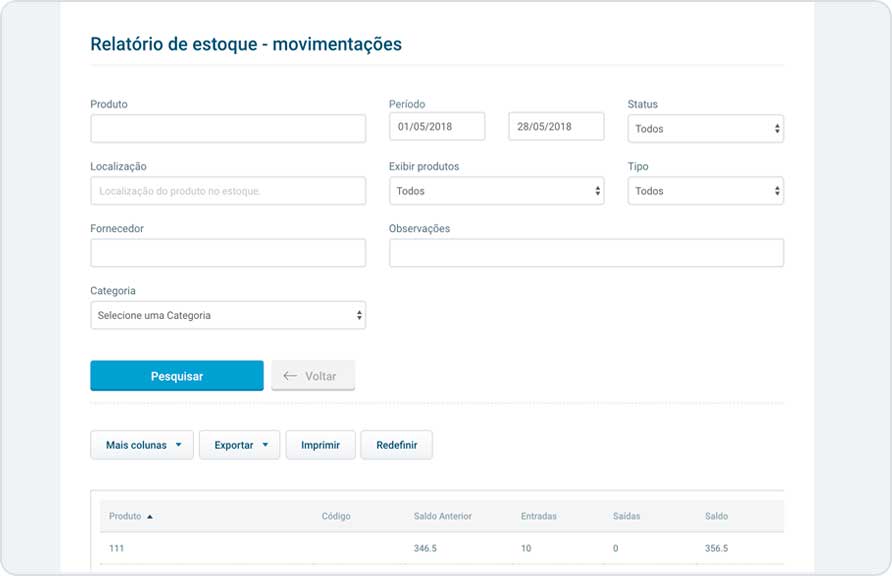 Relatório de estoque - movimentações
Produto
Período
Status
01/05/2018
28/05/2018
Todos
Localização
Exibir produtos
Tipo
Localização do produto no estoque.
Todos
Todos
Fornecedor
Observações
Categoria
Selecione uma Categoria
Pesquisar
Voltar
Mais colunas
Exportar
Imprimir
Redefinir
Produto Código Saldo Anterior Entradas Saídas Saldo
111 346.5 10 0 356.5